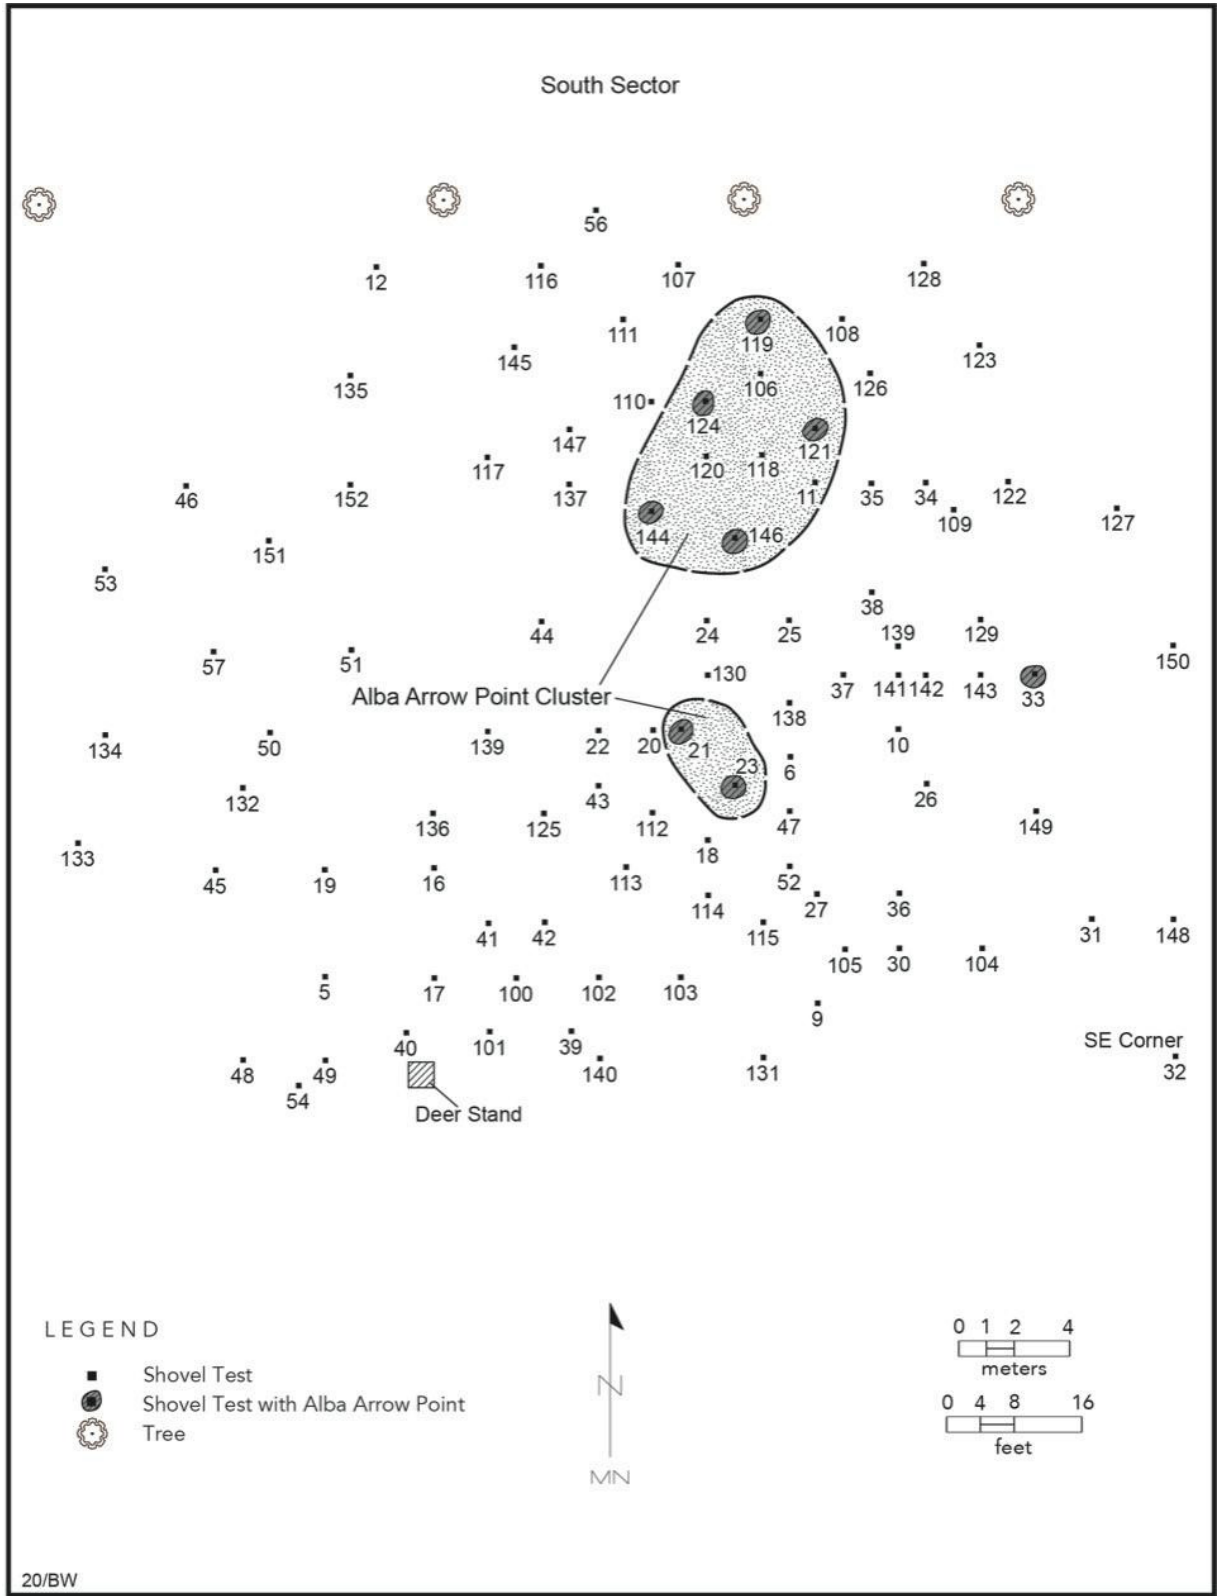 South Sector
56
12 116 107 128
111 119 108
145 123
135 106 126
110 124
147 121
117 120 118
46 152 137 11 35 34 122
109 127
144 146
151
53
38
44 24 25 139 129
57 51 150
130 37 141 142 143 33
Alba Arrow Point Cluster
138
134 50 139 22 20 21 10
23 6
132 43 26
136 125 112 47 149
133 18
45 19 16 113 52
114 27 36
41 42 115 31 148
105 30 104
5 17 100 102 103
9
40 101 39 SE Corner
48 49 140 131 32
54
Deer Stand
LEGEND
Shovel Test
Shovel Test with Alba Arrow Point
Tree
N
MN
0 1 2 4
meters
0 4 8 16
feet
20/BW